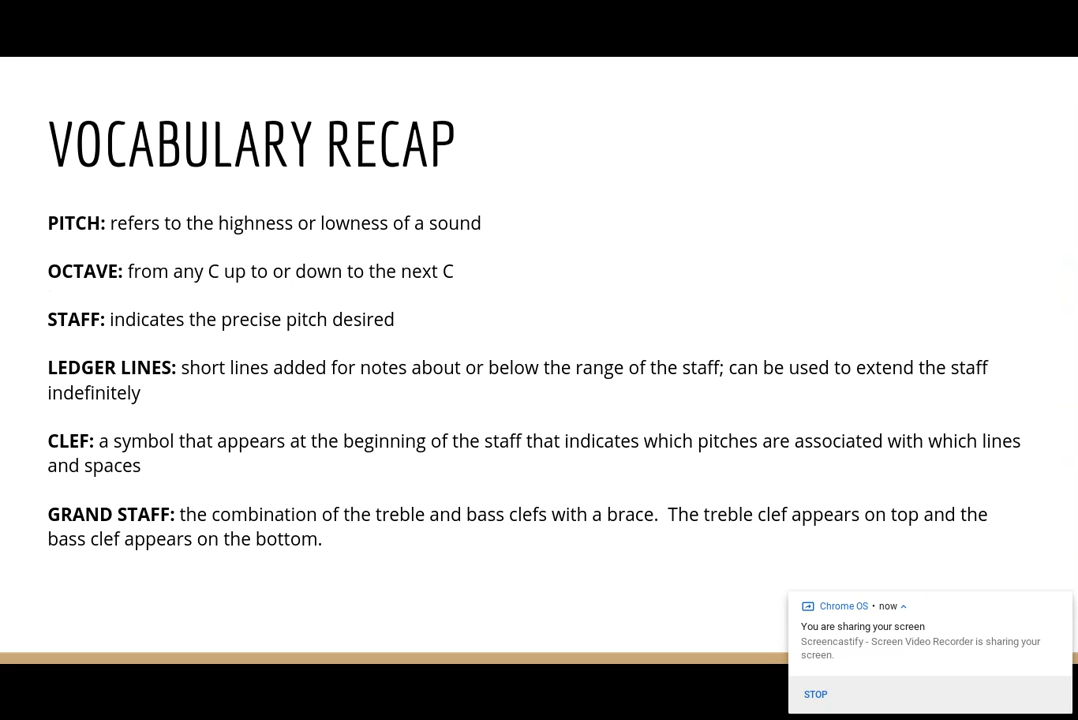 VOCABULARY RECAP
PITCH: refers to the highness or lowness of a sound
OCTAVE: from any C up to or down to the next C
STAFF: indicates the precise pitch desired
LEDGER LINES: short lines added for notes about or below the range of the staff; can be used to extend the staff
indefinitely
CLEF: a symbol that appears at the beginning of the staff that indicates which pitches are associated with which lines
and spaces
GRAND STAFF: the combination of the treble and bass clefs with a brace.  The treble clef appears on top and the
bass clef appears on the bottom.
Chrome OS • now
You are sharing your screen
Screencastify - Screen Video Recorder is sharing your
screen.
STOP